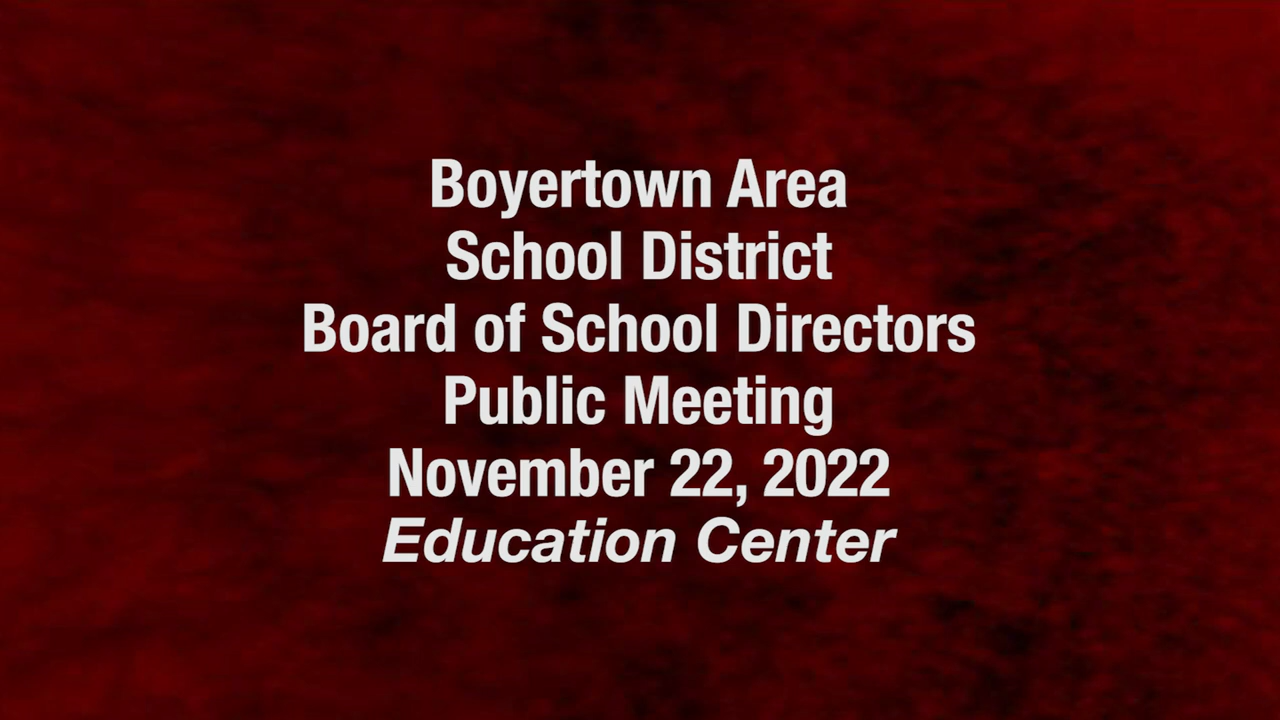 Boyertown Area
School District
Board of School Directors
Public Meeting
November 22, 2022
Education Center